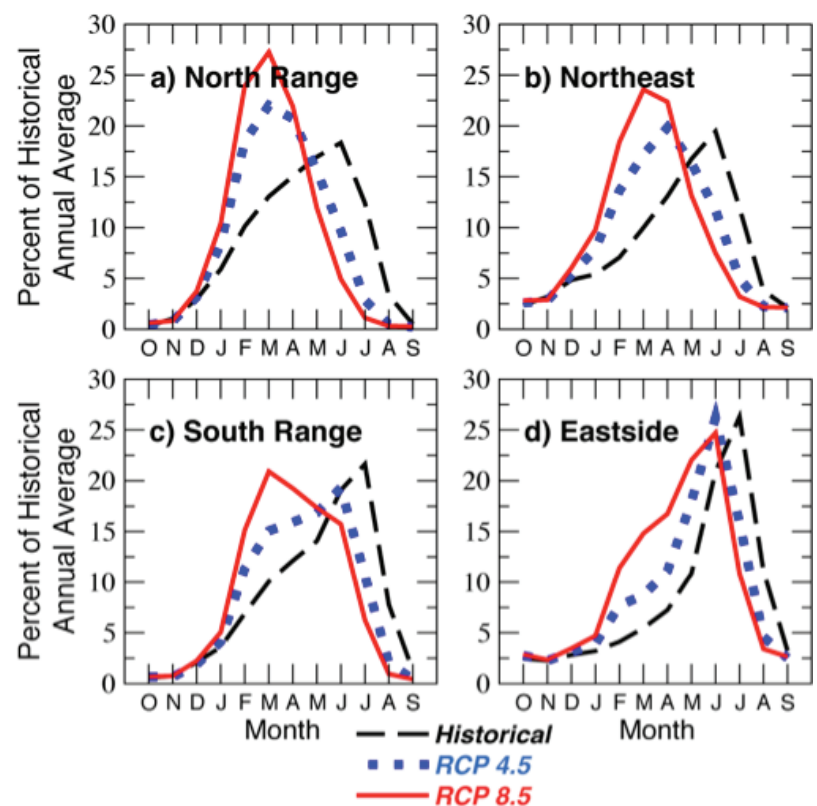 Percent of Historical
Annual Average
30
25
20
15
10
5
0
a) North Range
O N D J F M A M J J A S
30
25
20
15
10
5
0
b) Northeast
O N D J F M A M J J A S
Percent of Historical
Annual Average
30
25
20
15
10
5
0
c) South Range
O N D J F M A M J J A S
Month
30
25
20
15
10
5
0
d) Eastside
O N D J F M A M J J A S
Month
Historical
RCP 4.5
RCP 8.5